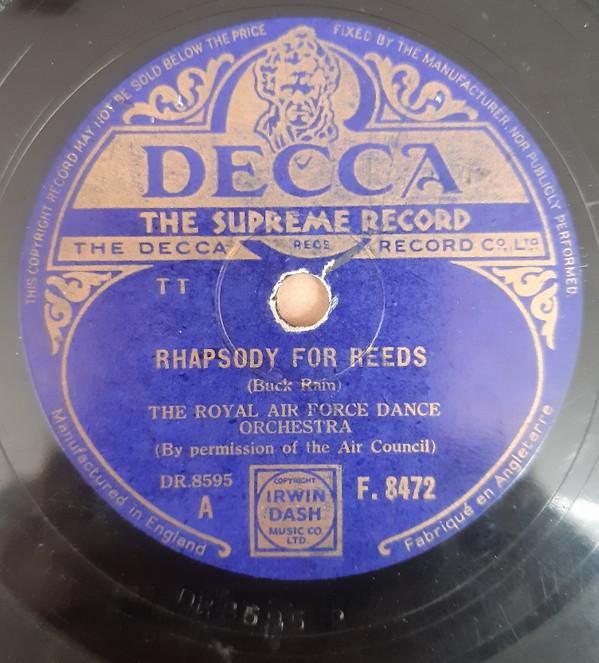 THIS COPYRIGHT RECORD MAY NOT BE SOLD BELOW THE PRICE FIXED BY THE MANUFACTURER, NOR PUBLICLY PERFORMED.
DECCA
THE SUPREME RECORD
THE DECCA REGD RECORD CO. LTD
TT
RHAPSODY FOR REEDS
(Buck Ram)
THE ROYAL AIR FORCE DANCE
ORCHESTRA
(By permission of the Air Council)
DR.8595
A
COPYRIGHT
IRWIN
DASH
MUSIC CO.
LTD.
F. 8472
Manufactured in England
Fabriqué en Angleterre